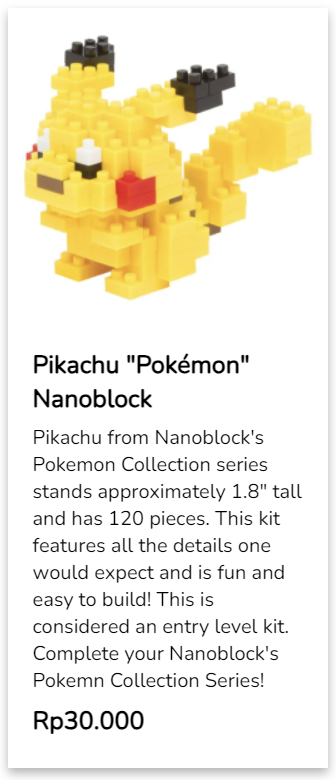 Pikachu "Pokémon"
Nanoblock
Pikachu from Nanoblock's
Pokemon Collection series
stands approximately 1.8" tall
and has 120 pieces. This kit
features all the details one
would expect and is fun and
easy to build! This is
considered an entry level kit.
Complete your Nanoblock's
Pokemn Collection Series!
Rp30.000